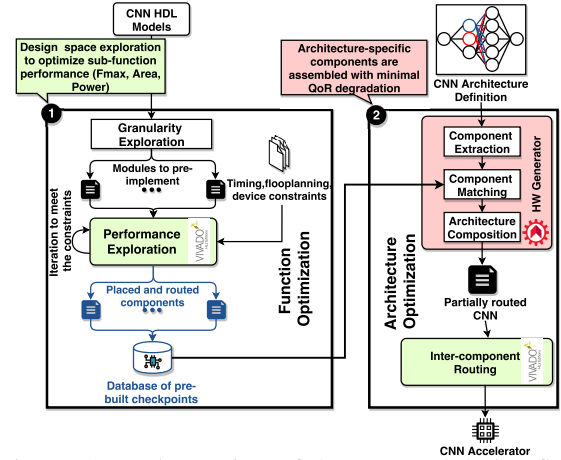 CNN HDL
Models
Design space exploration
to optimize sub-function
performance (Fmax, Area,
Power)
Architecture-specific
components are
assembled with minimal
QoR degradation
CNN Architecture
Definition
1
Granularity
Exploration
Modules to pre-
implement
Timing,flooplanning,
device constraints
Iteration to meet
the constraints
Performance
Exploration
VIVADO
Placed and routed
components
Function
Optimization
Database of pre-
built checkpoints
2
Component
Extraction
Component
Matching
Architecture
Composition
HW Generator
Architecture
Optimization
Partially routed
CNN
Inter-component
Routing
VIVADO
CNN Accelerator